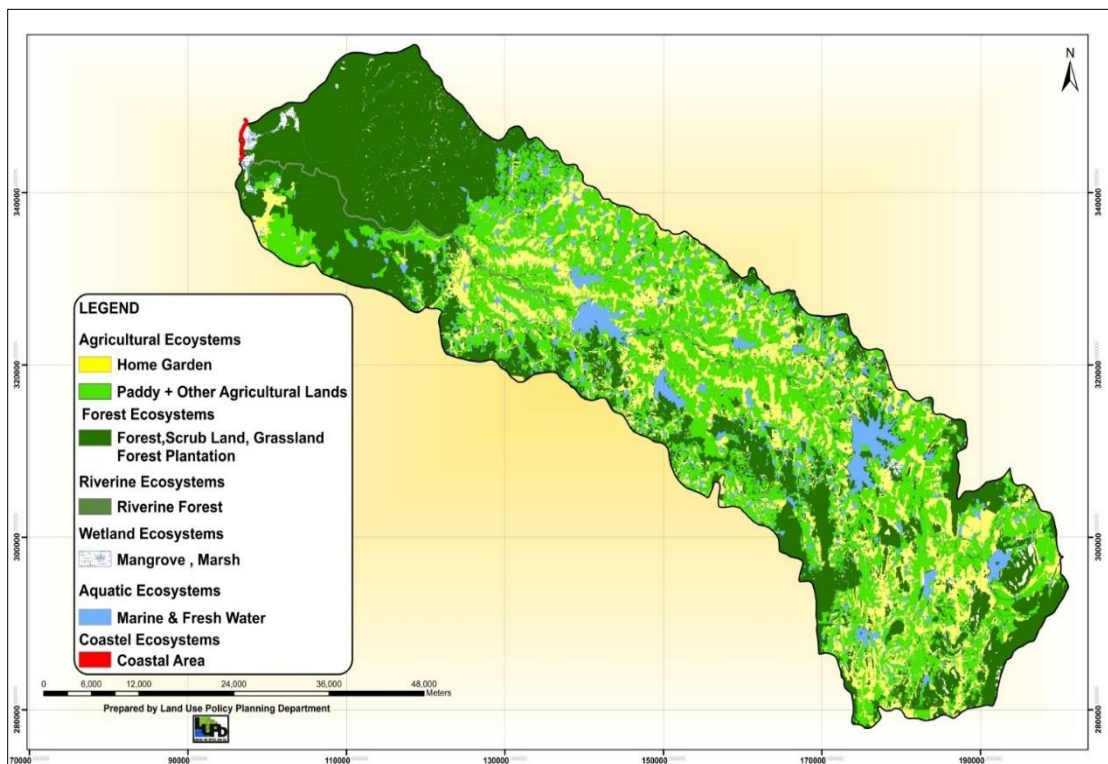 N
340000
320000
300000
280000
340000
320000
300000
280000
LEGEND
Agricultural Ecoystems
Home Garden
Paddy + Other Agricultural Lands
Forest Ecosystems
Forest,Scrub Land, Grassland
Forest Plantation
Riverine Ecosystems
Riverine Forest
Wetland Ecosystems
Mangrove , Marsh
Aquatic Ecosystems
Marine & Fresh Water
Coastel Ecosystems
Coastal Area
0 6,000 12,000 24,000 36,000 48,000
Meters
Prepared by Land Use Policy Planning Department
LUPPD
70000 90000 110000 130000 150000 170000 190000